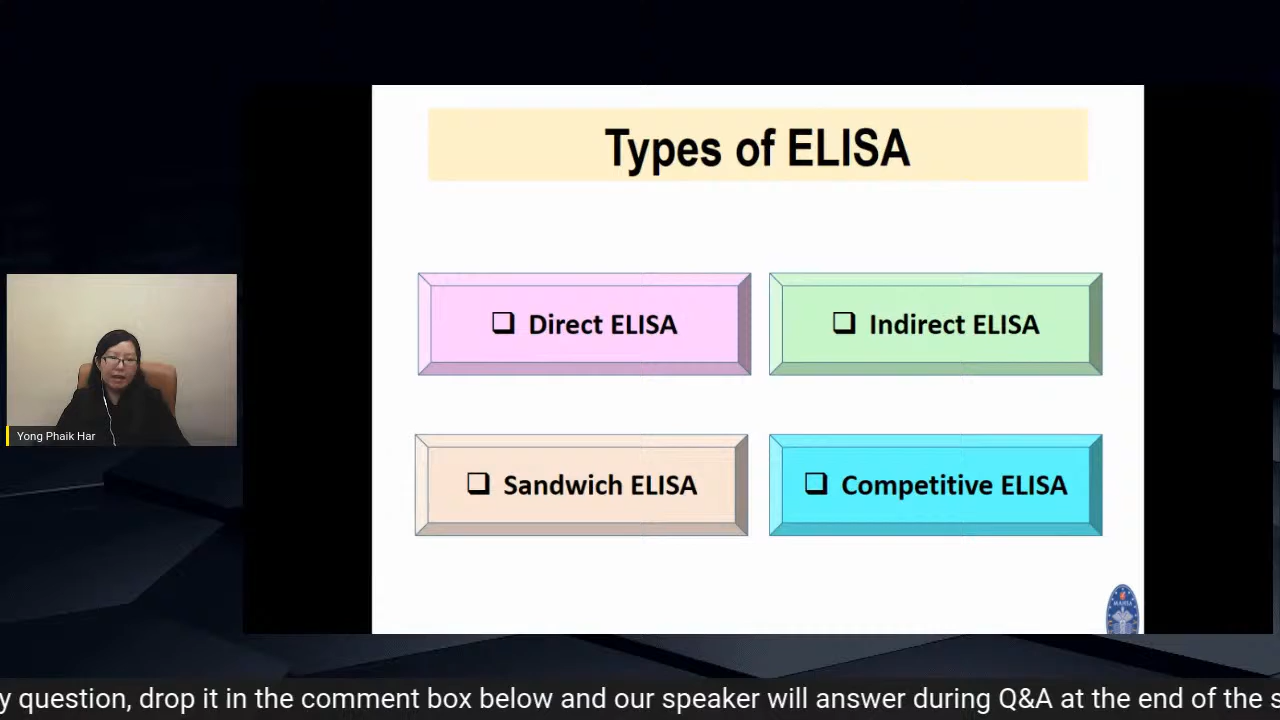 Types of ELISA
❑ Direct ELISA
❑ Indirect ELISA
❑ Sandwich ELISA
❑ Competitive ELISA
MAHSA
Yong Phaik Har
y question, drop it in the comment box below and our speaker will answer during Q&A at the end of the s